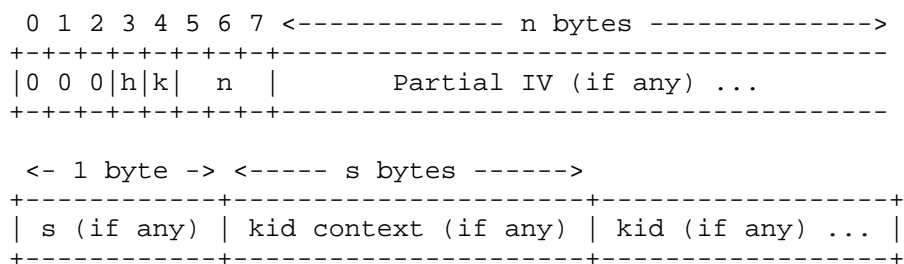 0 1 2 3 4 5 6 7 <------------- n bytes -------------->
+-+-+-+-+-+-+-+-+--------------------------------------
|0 0 0|h|k|  n  |       Partial IV (if any) ...
+-+-+-+-+-+-+-+-+--------------------------------------

 <- 1 byte -> <----- s bytes ------>
+------------+----------------------+------------------+
| s (if any) | kid context (if any) | kid (if any) ... |
+------------+----------------------+------------------+